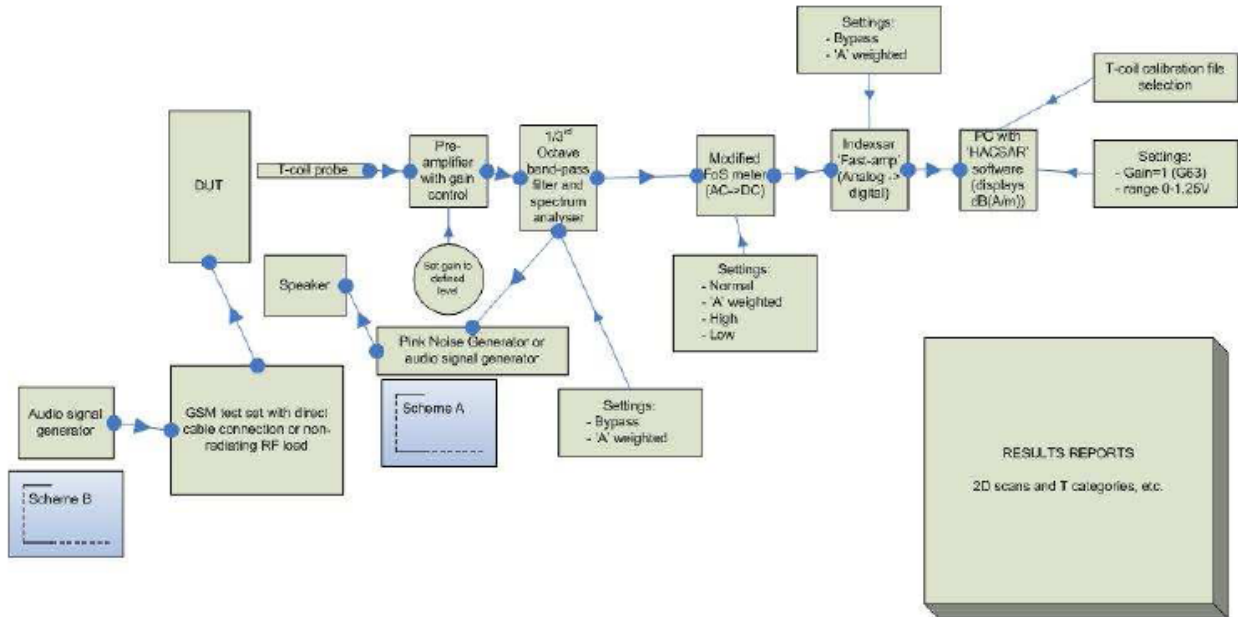 Settings:
- Bypass
- 'A' weighted
T-coil calibration file
selection
DUT
T-coil probe
Pre-
amplifier
with gain
control
1/3rd
Octave
band-pass
filter and
spectrum
analyser
Modified
FoS meter
(AC->DC)
Indexsar
'Fast-amp'
(Analog ->
digital)
PC with
'HACSAR'
software
(displays
dB(A/m))
Settings:
- Gain=1 (G63)
- range 0-1.25V
Speaker
Set gain to
defined
level
Settings:
- Normal
- 'A' weighted
- High
- Low
Pink Noise Generator or
audio signal generator
Audio signal
generator
GSM test set with direct
cable connection or non-
radiating RF load
Scheme A
Settings:
- Bypass
- 'A' weighted
Scheme B
RESULTS REPORTS
2D scans and T categories, etc.